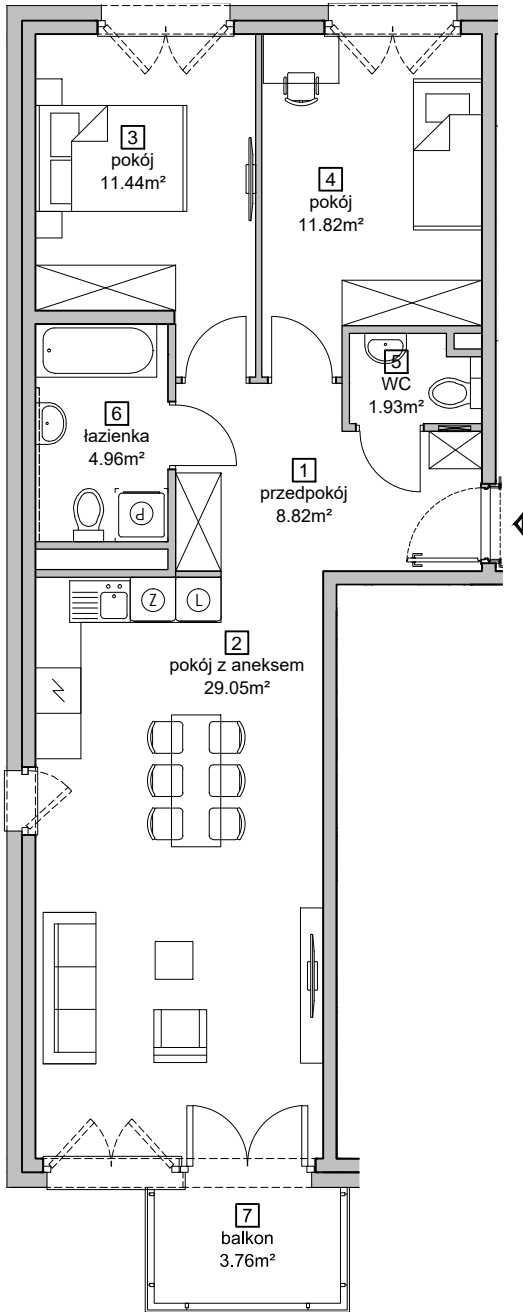 3
pokój
11.44m²
4
pokój
11.82m²
5
WC
1.93m²
6
łazienka
4.96m²
1
przedpokój
8.82m²
P
Z
L
2
pokój z aneksem
29.05m²
7
balkon
3.76m²